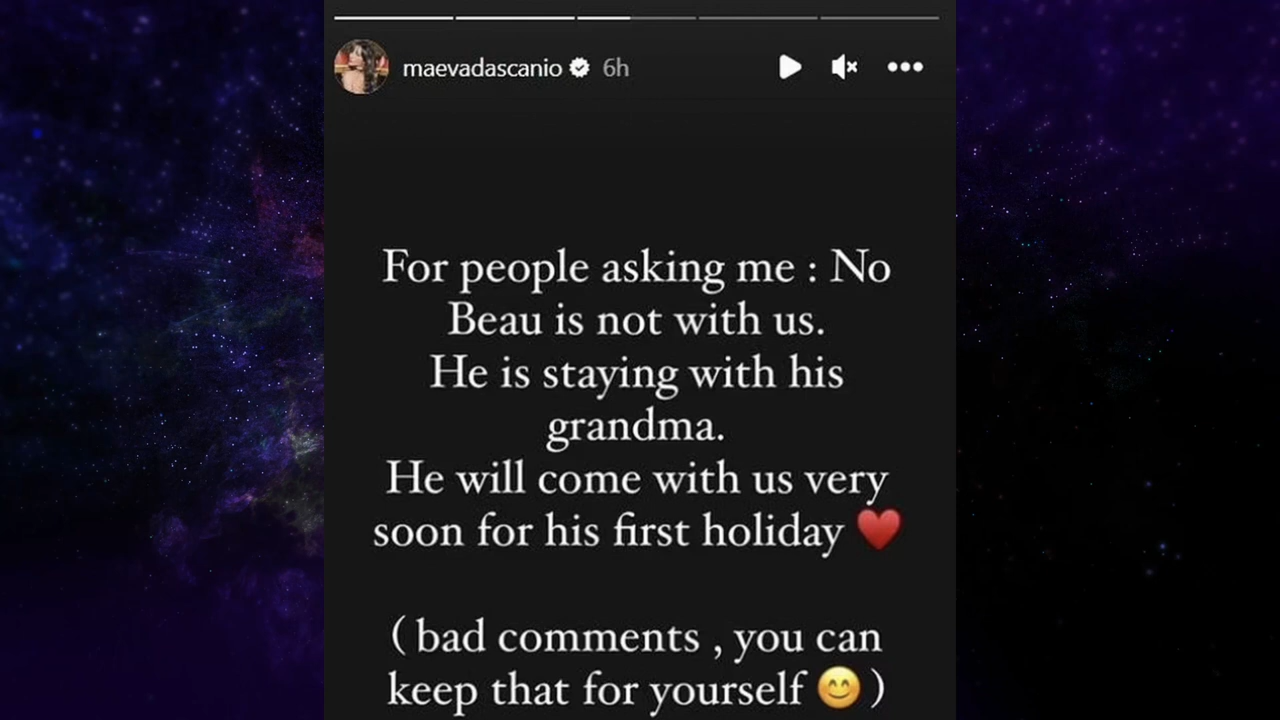 maevadascanio 6h
For people asking me : No
Beau is not with us.
He is staying with his
grandma.
He will come with us very
soon for his first holiday ❤️
( bad comments , you can
keep that for yourself 😊 )